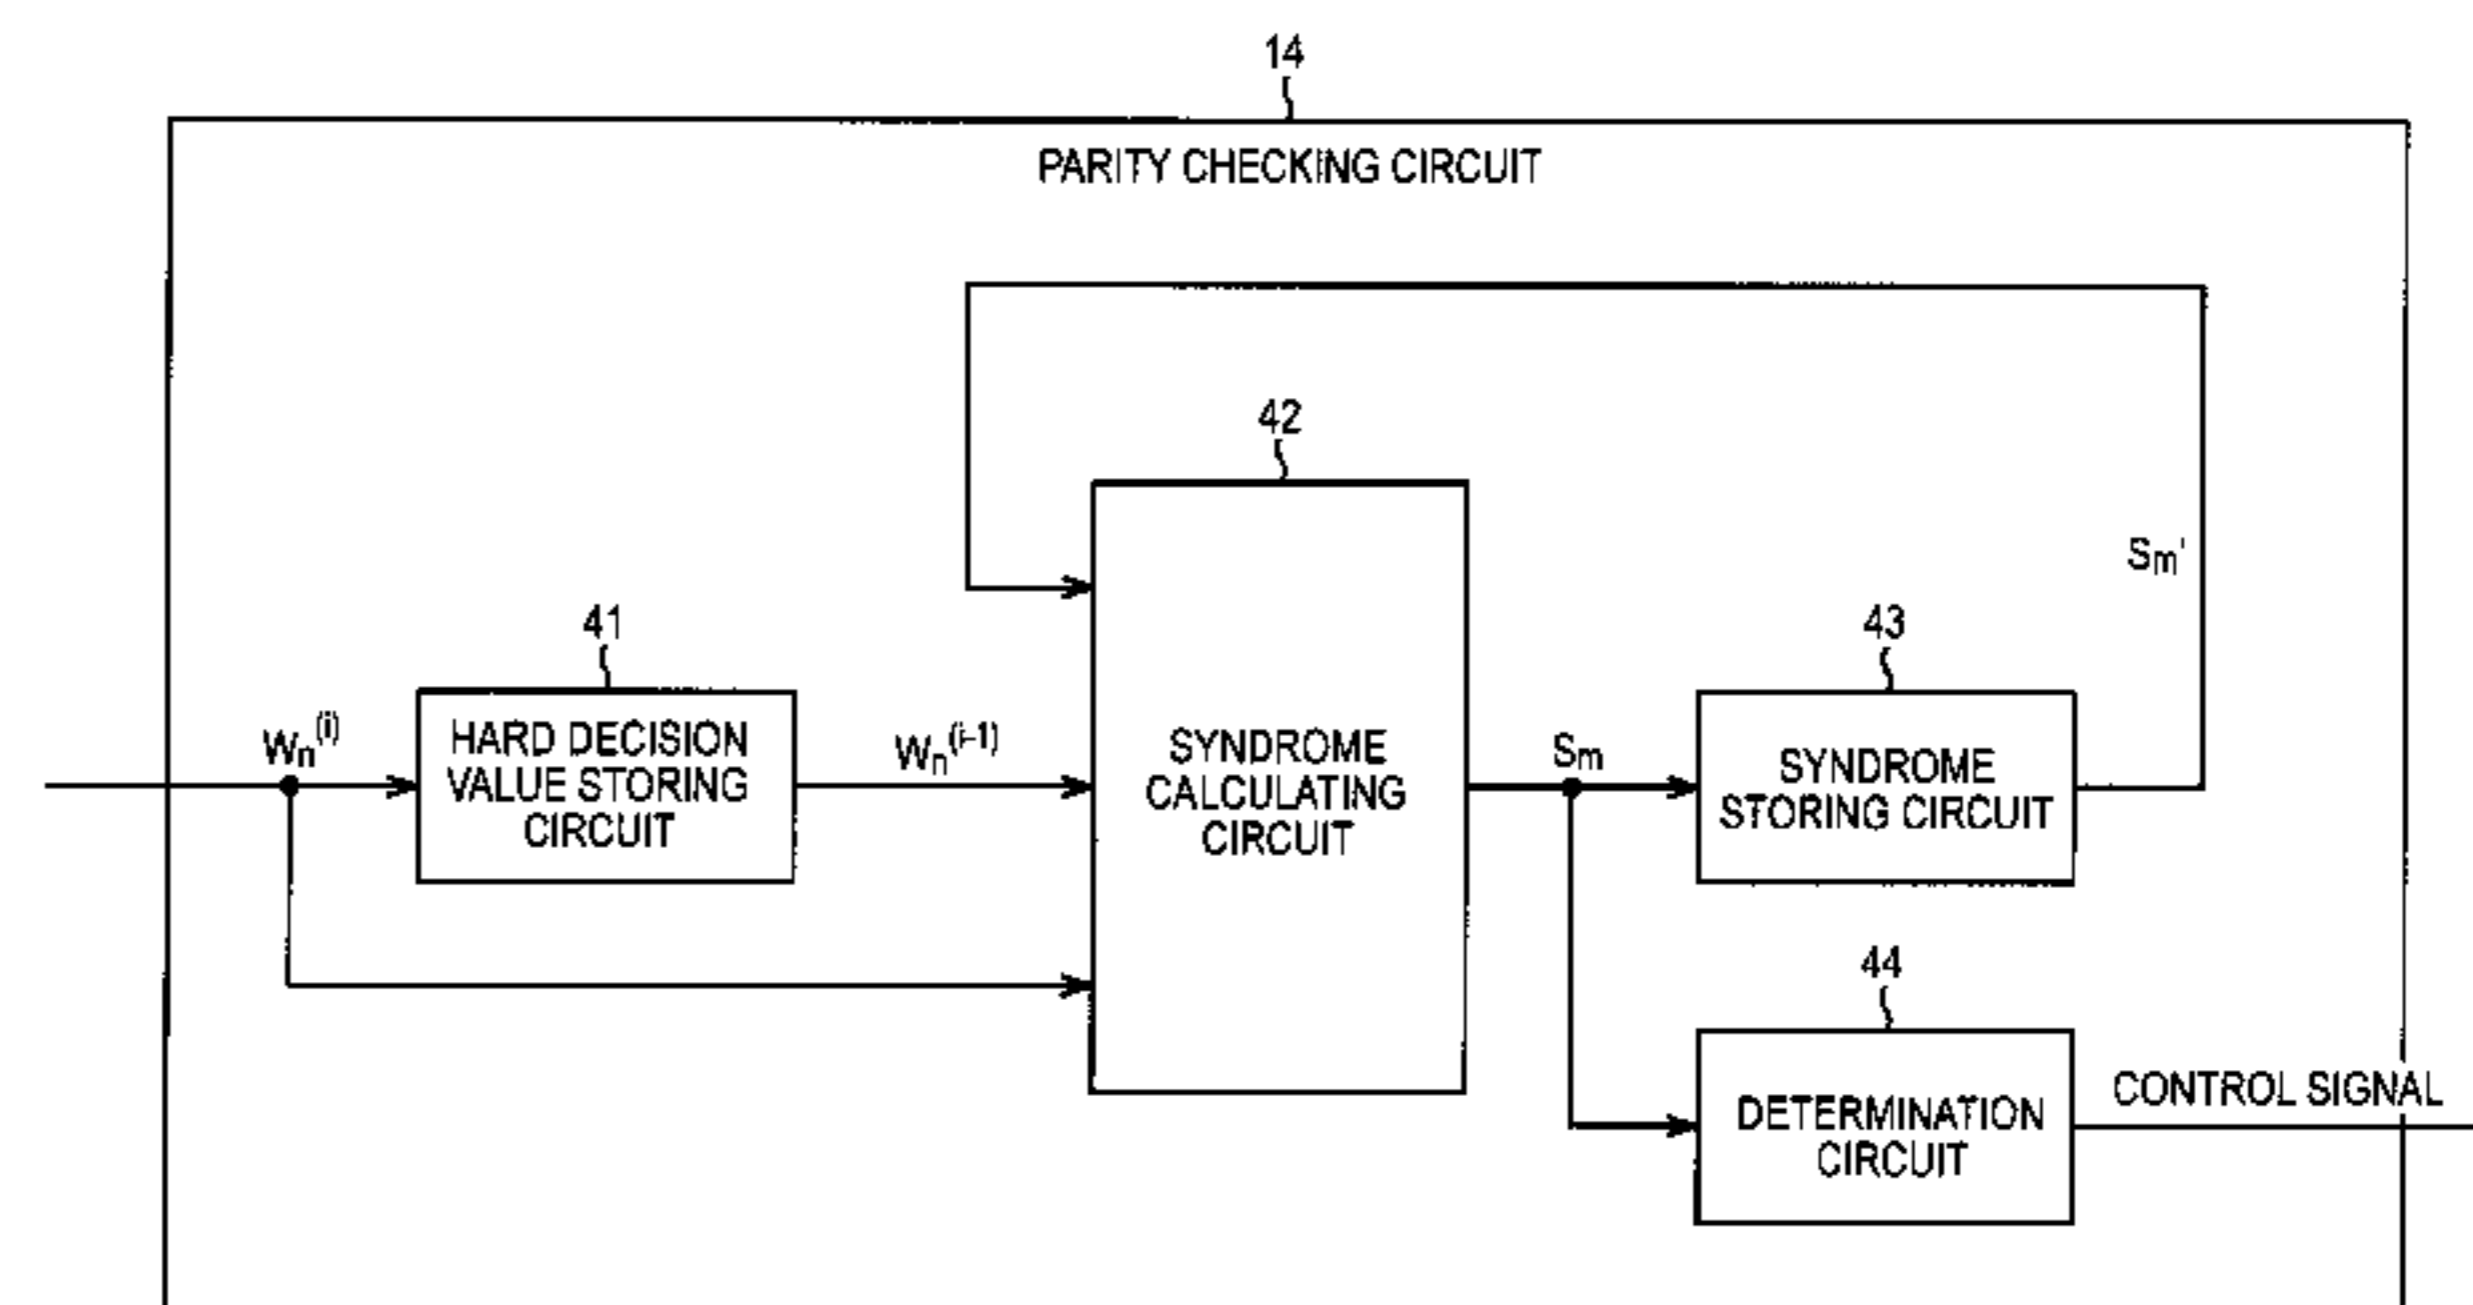 14
PARITY CHECKING CIRCUIT
42
Sm'
41
43
Wn(i)
HARD DECISION
VALUE STORING
CIRCUIT
Wn(i-1)
SYNDROME
CALCULATING
CIRCUIT
Sm
SYNDROME
STORING CIRCUIT
44
DETERMINATION
CIRCUIT
CONTROL SIGNAL